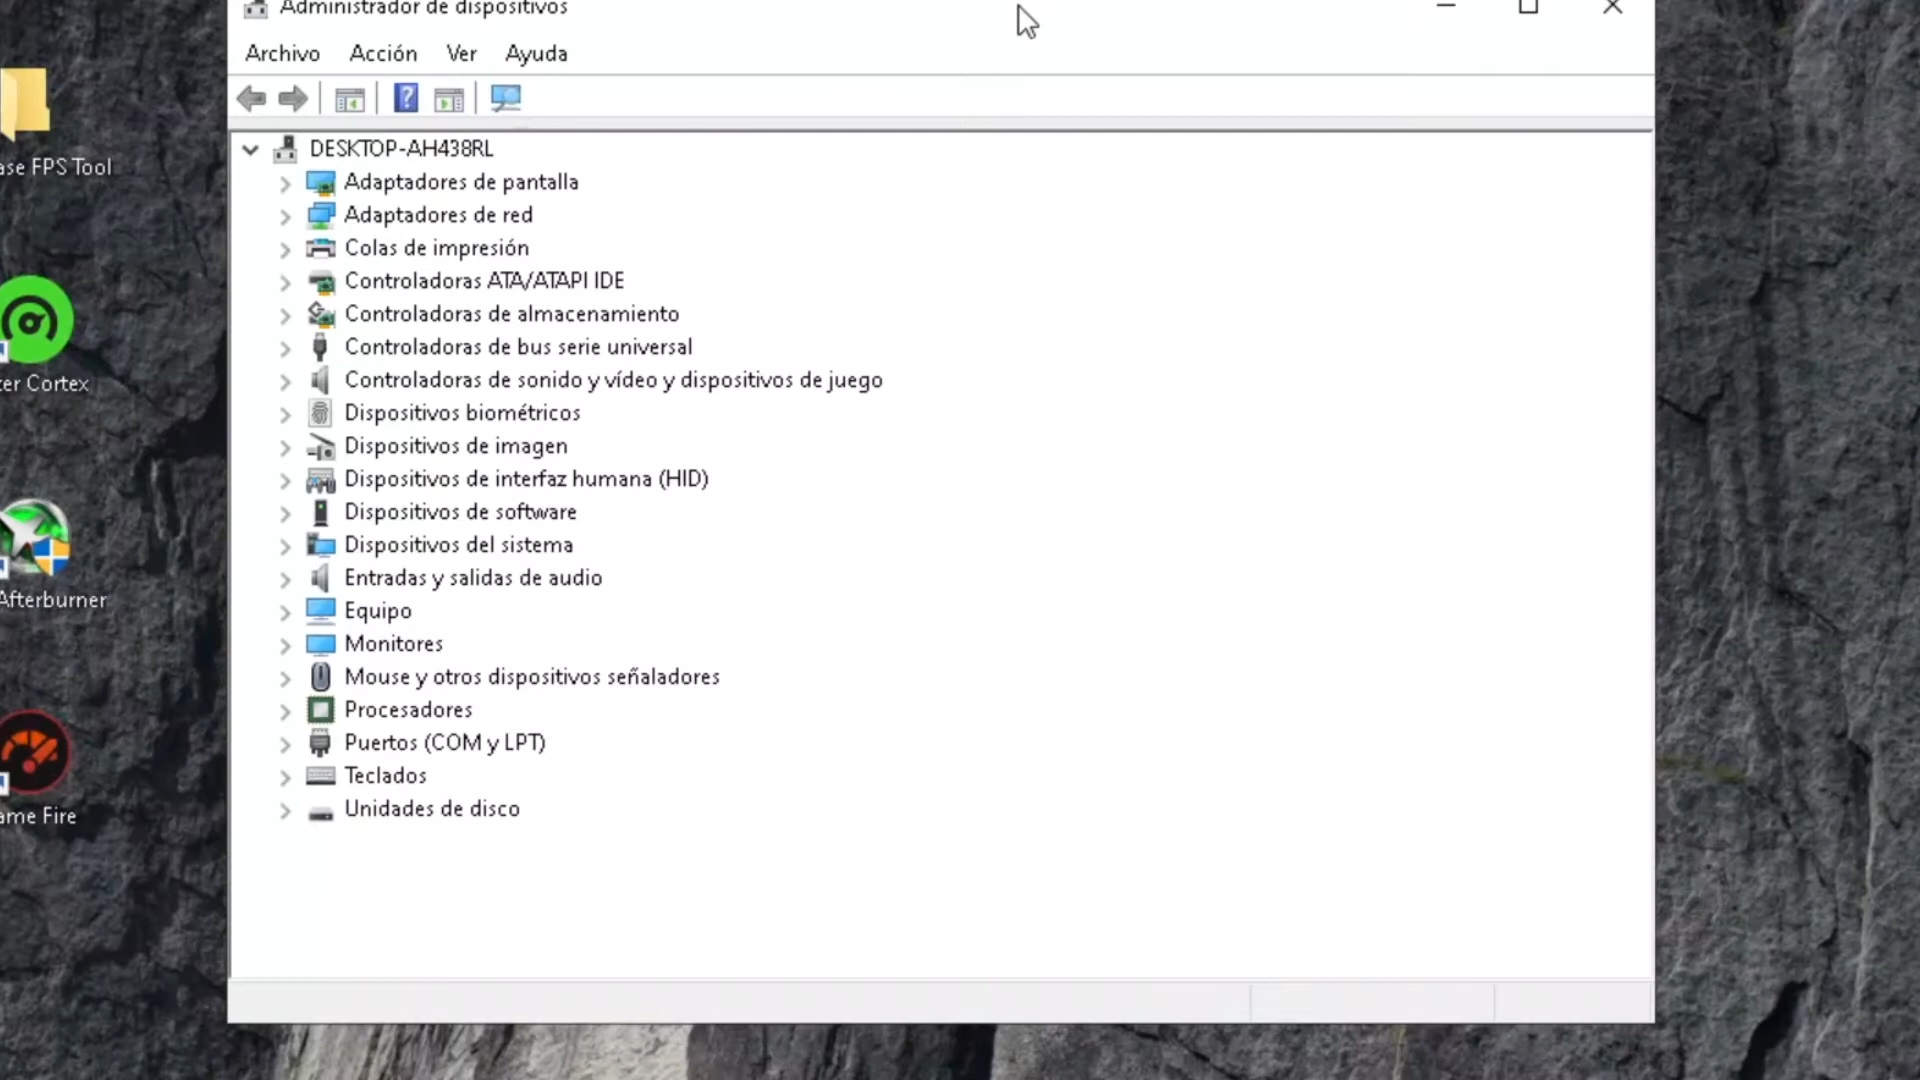 Administrador de dispositivos
Archivo Acción Ver Ayuda
DESKTOP-AH438RL
Adaptadores de pantalla
Adaptadores de red
Colas de impresión
Controladoras ATA/ATAPI IDE
Controladoras de almacenamiento
Controladoras de bus serie universal
Controladoras de sonido y vídeo y dispositivos de juego
Dispositivos biométricos
Dispositivos de imagen
Dispositivos de interfaz humana (HID)
Dispositivos de software
Dispositivos del sistema
Entradas y salidas de audio
Equipo
Monitores
Mouse y otros dispositivos señaladores
Procesadores
Puertos (COM y LPT)
Teclados
Unidades de disco
ase FPS Tool
zer Cortex
Afterburner
ame Fire